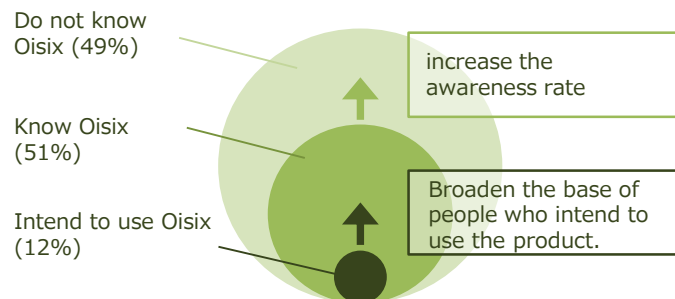 Do not know
Oisix (49%)
increase the
awareness rate
Know Oisix
(51%)
Broaden the base of
people who intend to
use the product.
Intend to use Oisix
(12%)